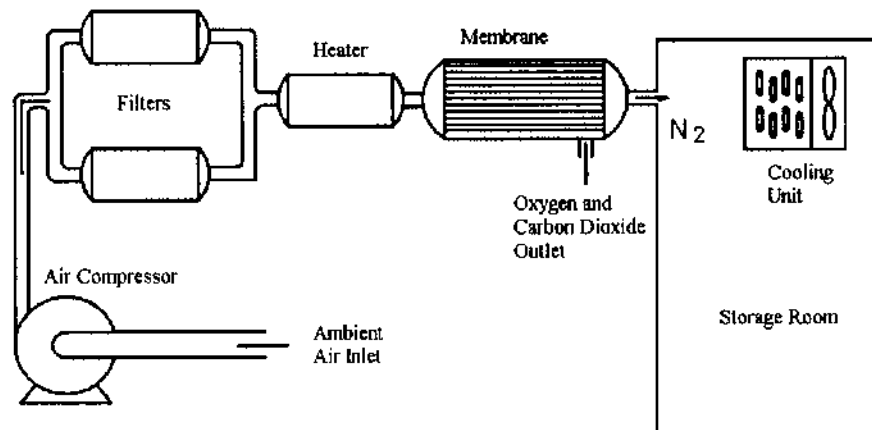 Heater
Membrane
Filters
N2
Cooling
Unit
Oxygen and
Carbon Dioxide
Outlet
Air Compressor
Storage Room
Ambient
Air Inlet